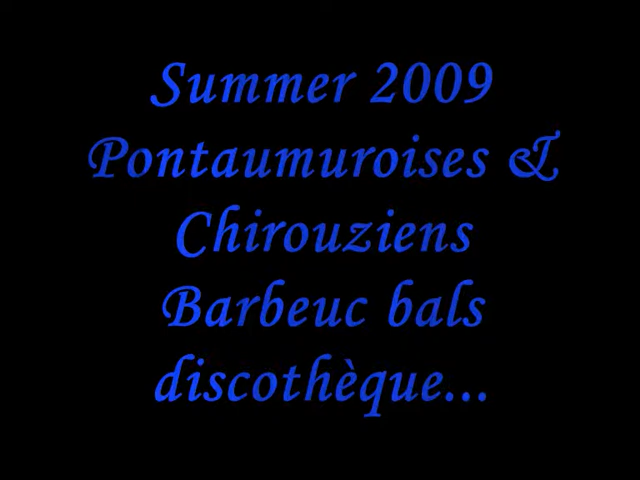 Summer 2009
Pontaumuroises &
Chirouziens
Barbeuc bals
discothèque...